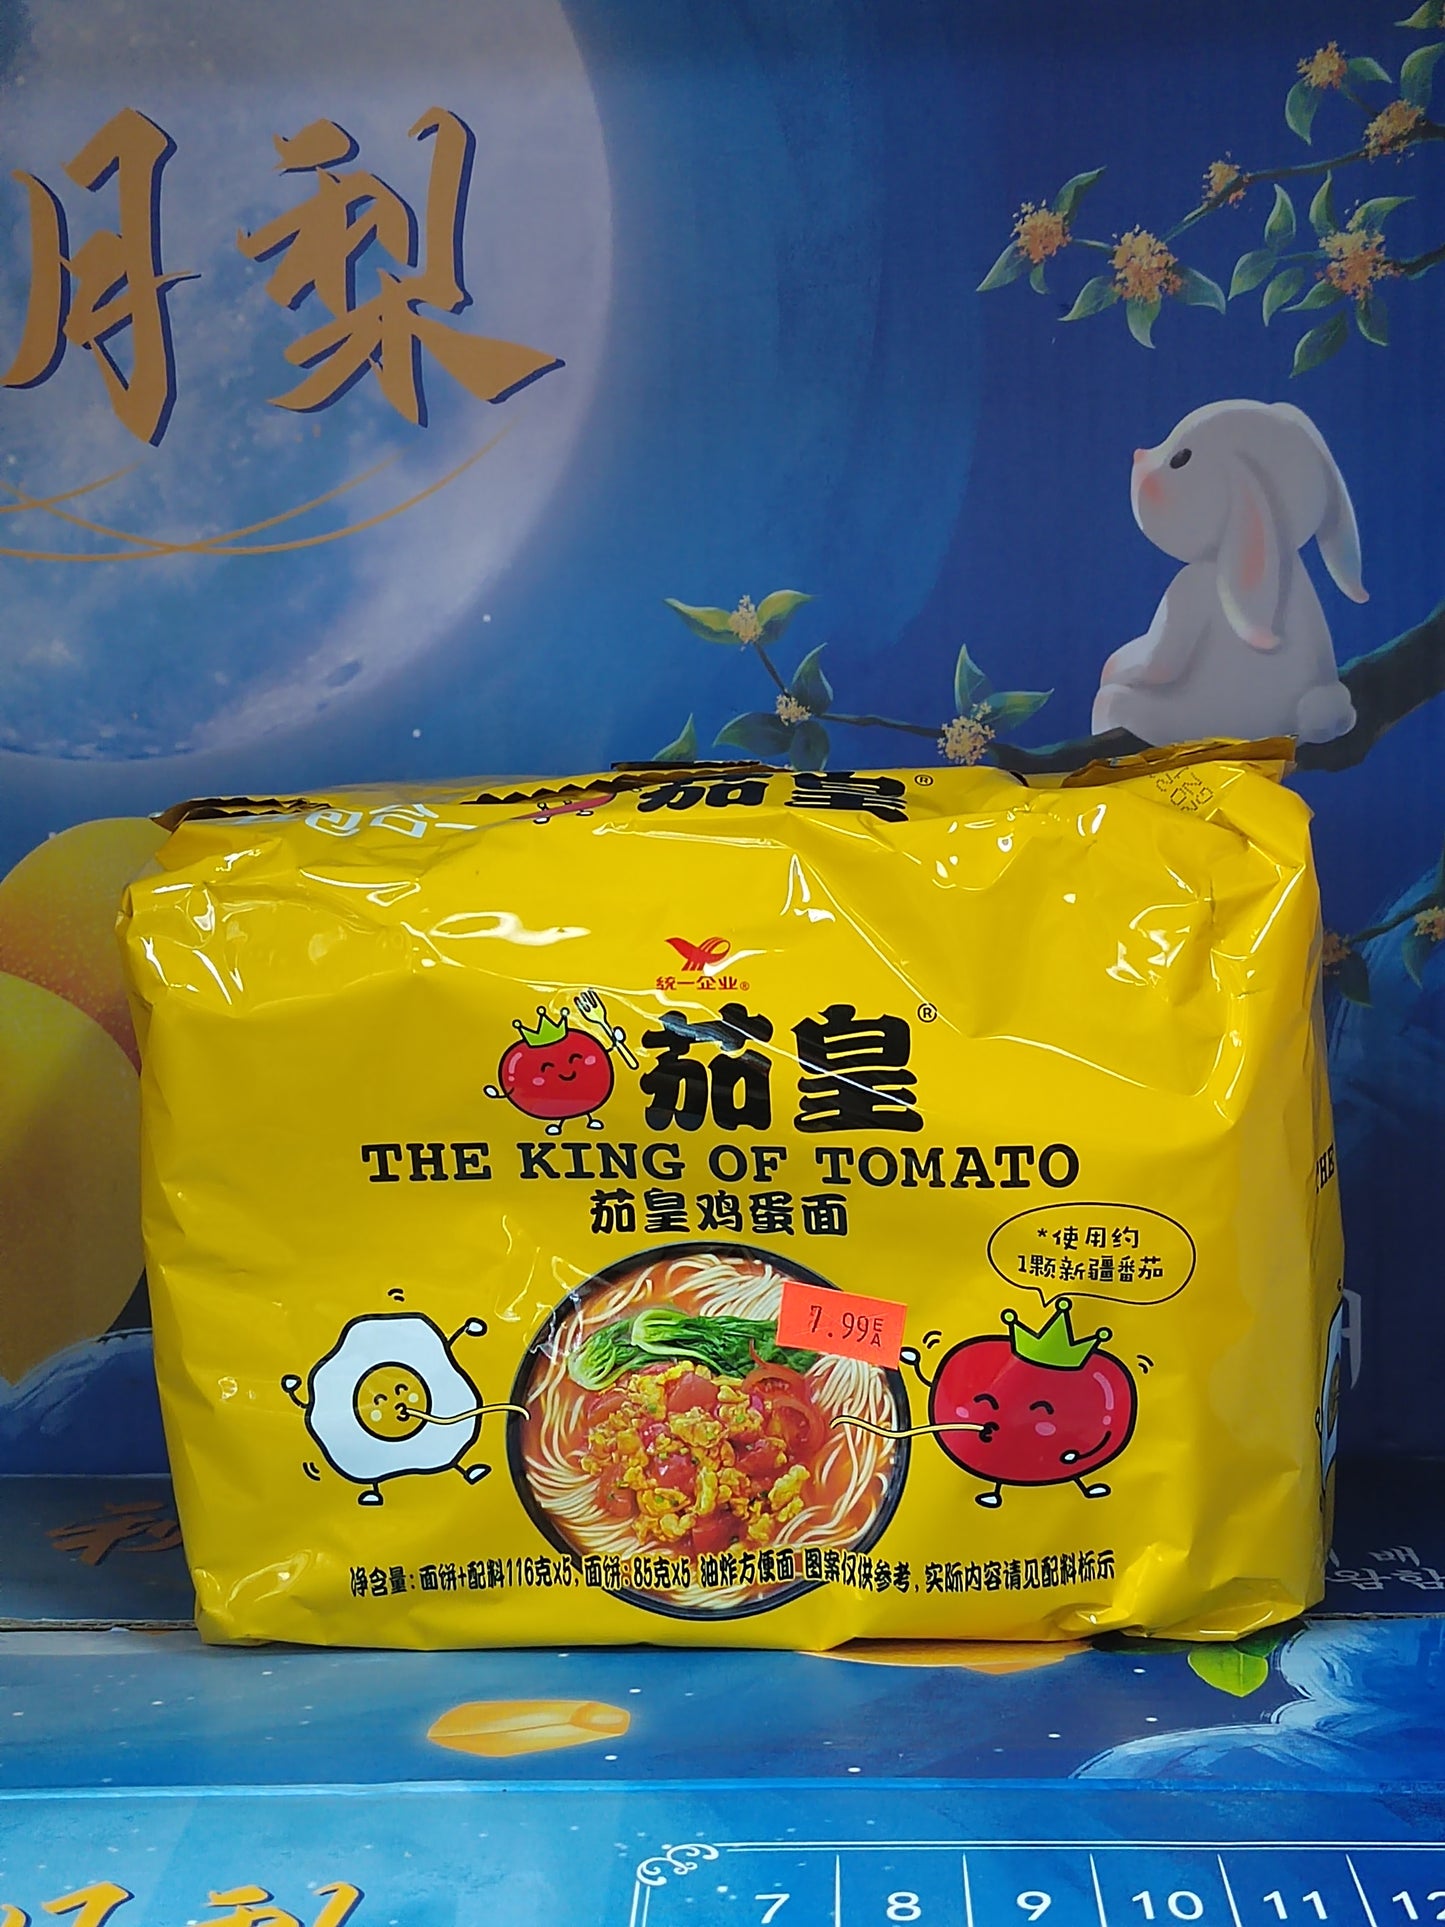 月梨
茄皇®
统一企业®
茄皇®
THE KING OF TOMATO
茄皇鸡蛋面
*使用约
1颗新疆番茄
7.99 EA
净含量:面饼+配料116克x5,面饼:85克x5 油炸方便面 图案仅供参考,实际内容请见配料标示
THE
배
7 8 9 10 11 12